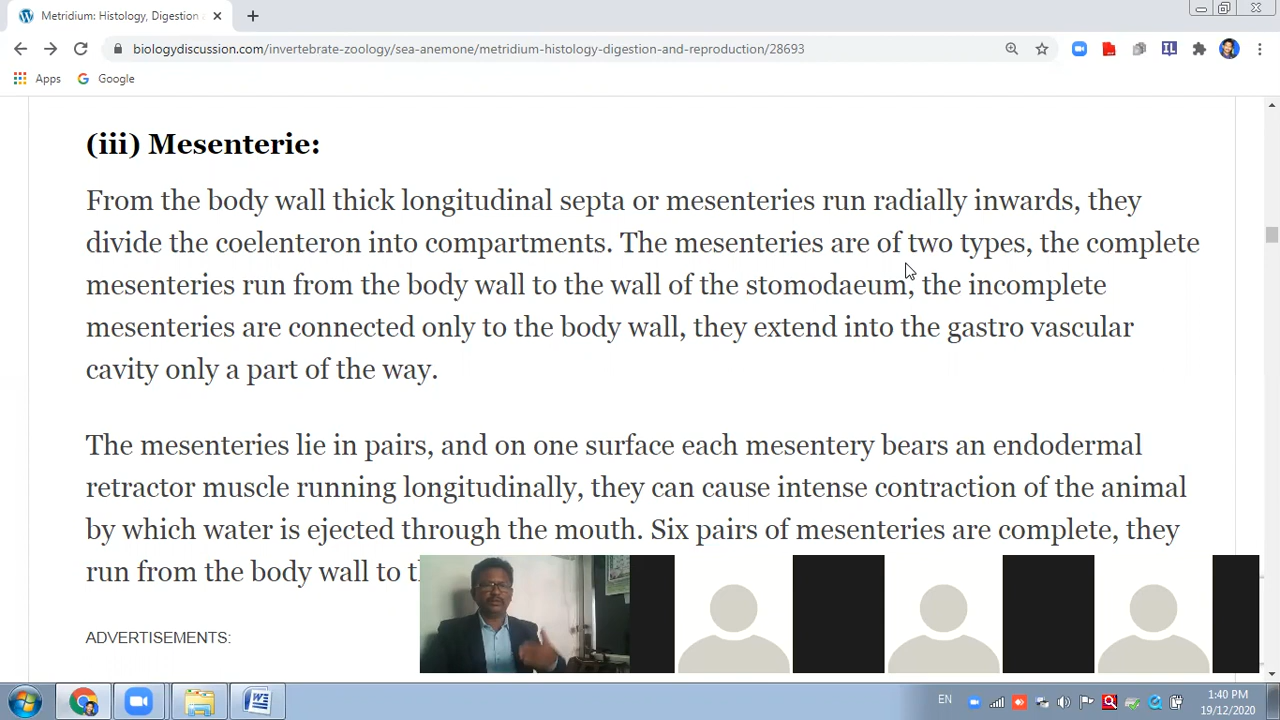 Metridium: Histology, Digestion
biologydiscussion.com/invertebrate-zoology/sea-anemone/metridium-histology-digestion-and-reproduction/28693
Apps Google
(iii) Mesenterie:
From the body wall thick longitudinal septa or mesenteries run radially inwards, they
divide the coelenteron into compartments. The mesenteries are of two types, the complete
mesenteries run from the body wall to the wall of the stomodaeum, the incomplete
mesenteries are connected only to the body wall, they extend into the gastro vascular
cavity only a part of the way.
The mesenteries lie in pairs, and on one surface each mesentery bears an endodermal
retractor muscle running longitudinally, they can cause intense contraction of the animal
by which water is ejected through the mouth. Six pairs of mesenteries are complete, they
run from the body wall to t
ADVERTISEMENTS:
EN
1:40 PM
19/12/2020